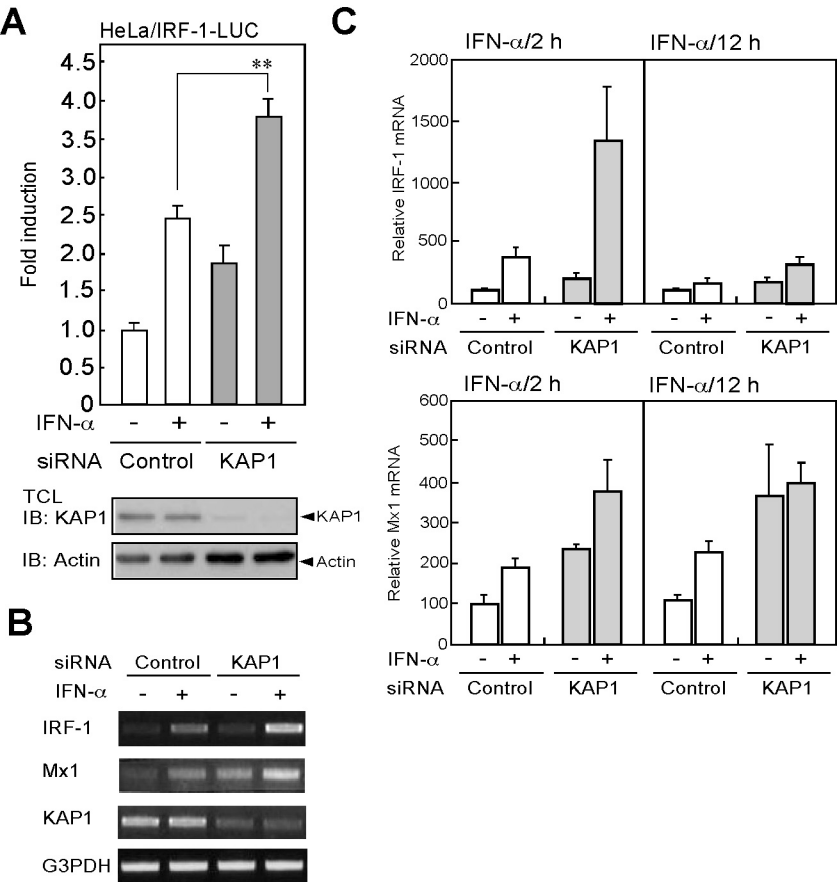 A
HeLa/IRF-1-LUC
**
4.5
4.0
3.5
3.0
2.5
2.0
1.5
1.0
0.5
0
Fold induction
IFN-α - + - +
siRNA Control KAP1
TCL
IB: KAP1 KAP1
IB: Actin Actin
B
siRNA Control KAP1
IFN-α - + - +
IRF-1
Mx1
KAP1
G3PDH
C
IFN-α/2 h IFN-α/12 h
2000
1500
1000
500
0
Relative IRF-1 mRNA
IFN-α - + - + - + - +
siRNA Control KAP1 Control KAP1
IFN-α/2 h IFN-α/12 h
600
500
400
300
200
100
0
Relative Mx1 mRNA
IFN-α - + - + - + - +
siRNA Control KAP1 Control KAP1